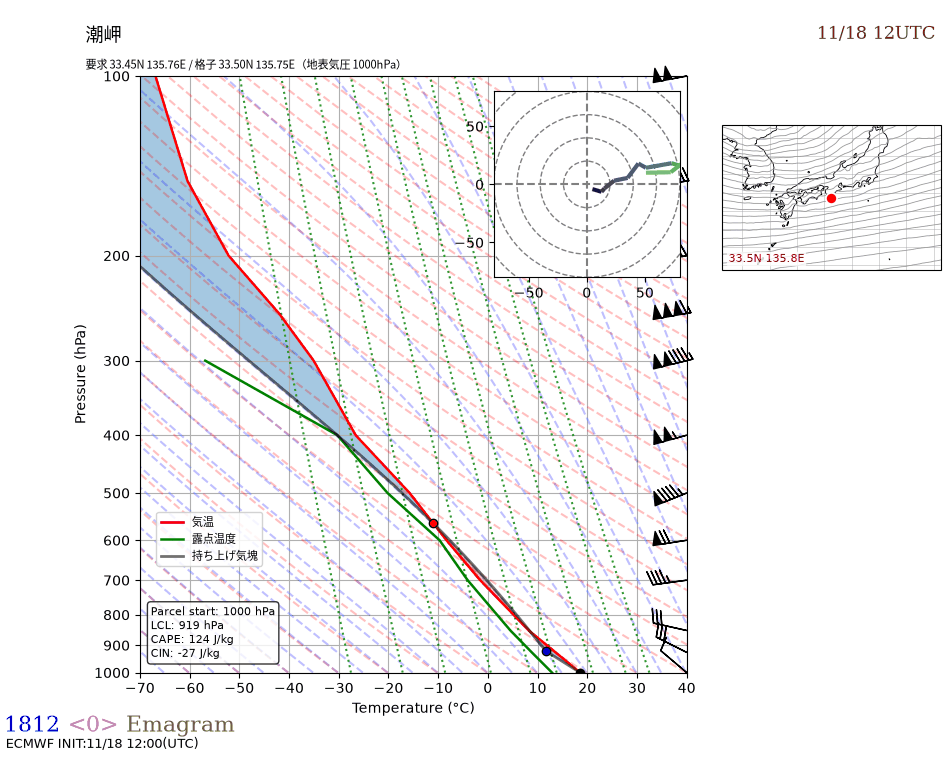 潮岬
11/18 12UTC
要求 33.45N 135.76E / 格子 33.50N 135.75E（地表気圧 1000hPa）
100
200
300
400
500
600
700
800
900
1000
Pressure (hPa)
50
0
−50
−50 0 50
33.5N 135.8E
気温
露点温度
持ち上げ気塊
Parcel start: 1000 hPa
LCL: 919 hPa
CAPE: 124 J/kg
CIN: -27 J/kg
−70 −60 −50 −40 −30 −20 −10 0 10 20 30 40
Temperature (°C)
1812 <0> Emagram
ECMWF INIT:11/18 12:00(UTC)